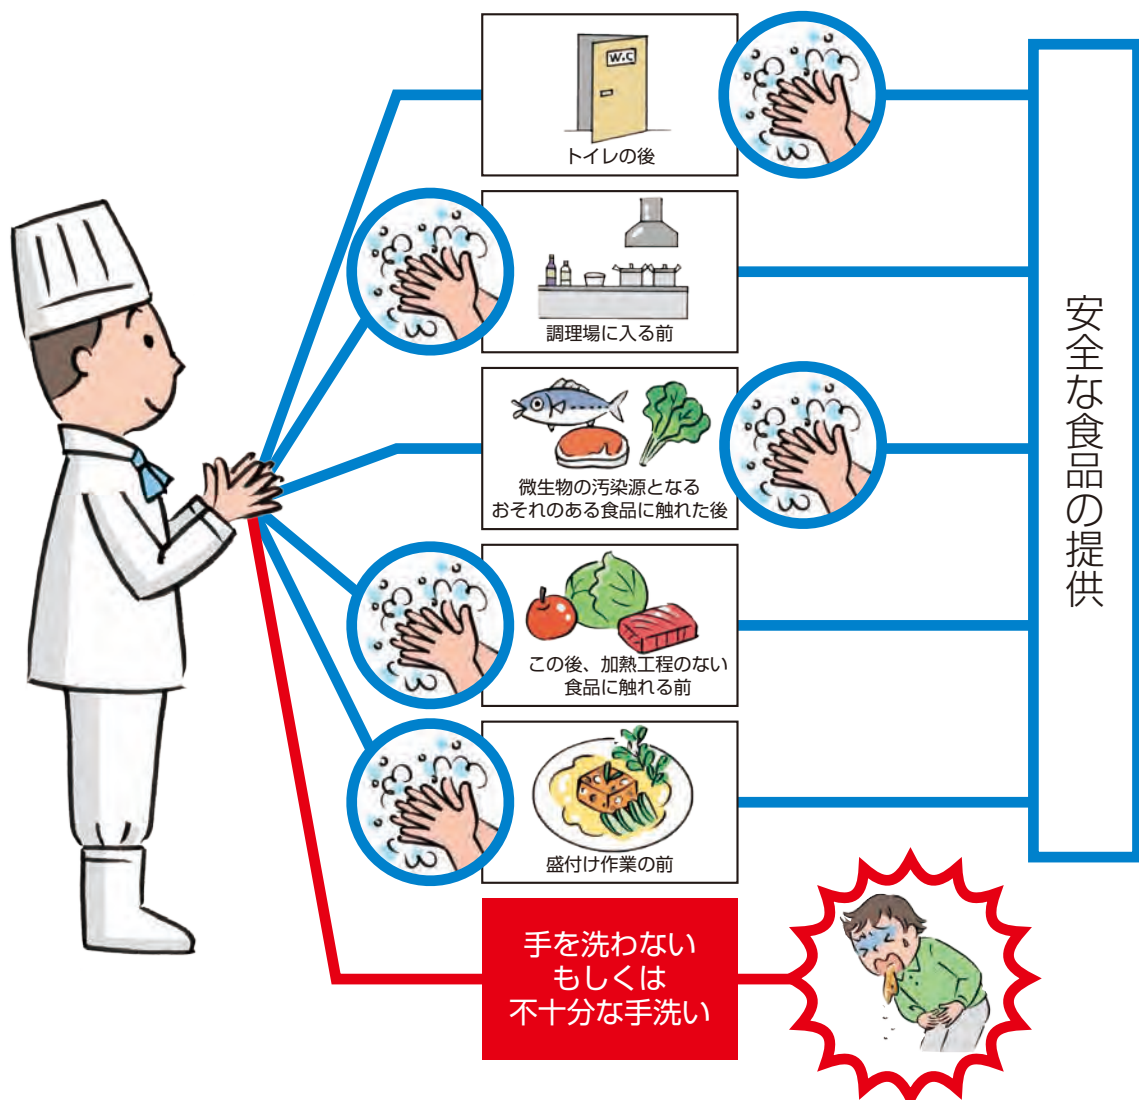 W.C
トイレの後
調理場に入る前
微生物の汚染源となる
おそれのある食品に触れた後
この後、加熱工程のない
食品に触れる前
盛付け作業の前
手を洗わない
もしくは
不十分な手洗い
安全な食品の提供